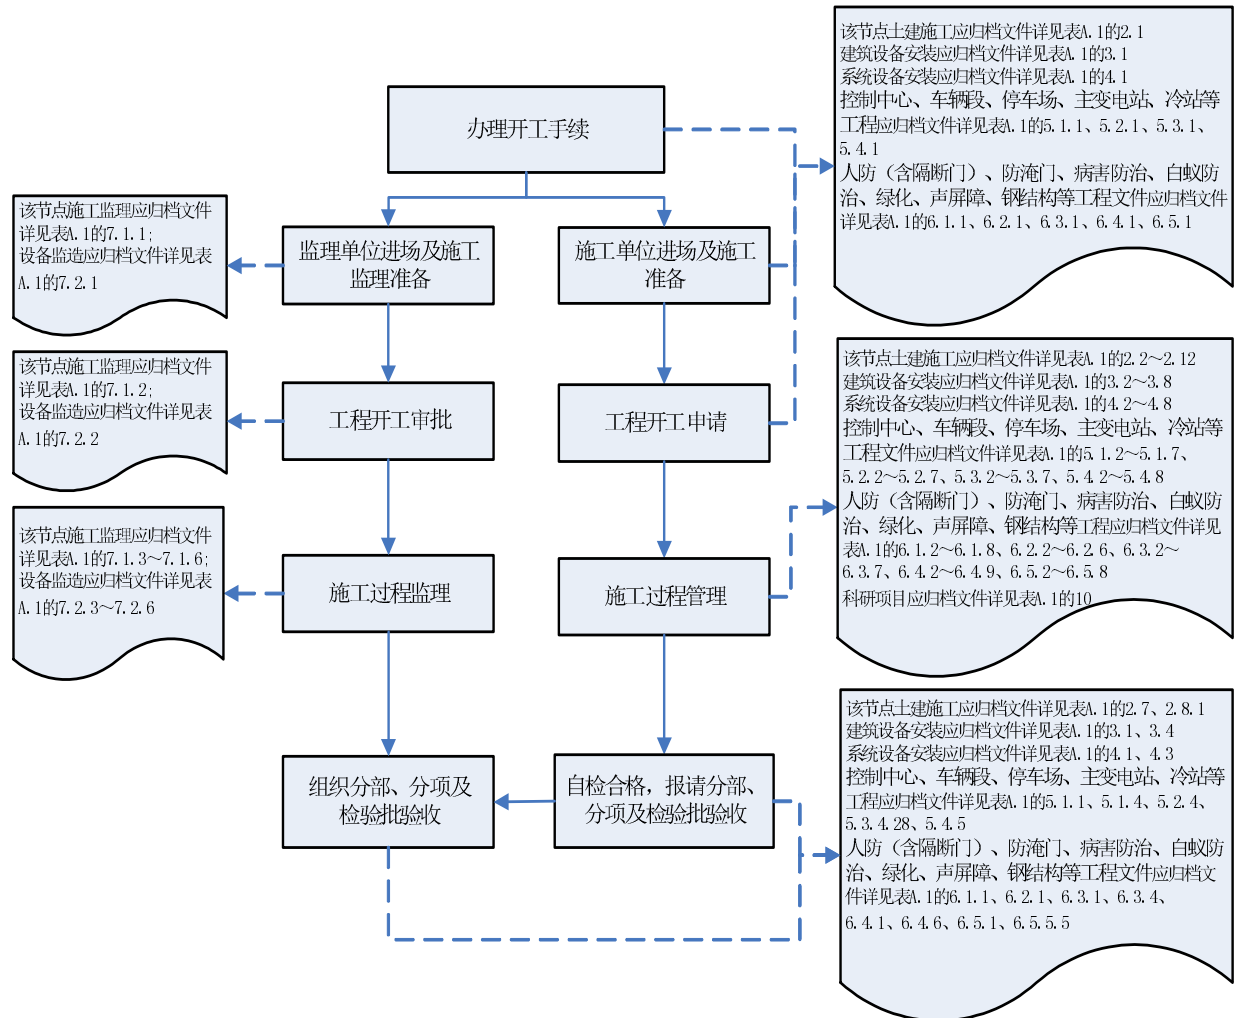 办理开工手续
监理单位进场及施工
监理准备
施工单位进场及施工
准备
工程开工审批
工程开工申请
施工过程监理
施工过程管理
组织分部、分项及
检验批验收
自检合格，报请分部、
分项及检验批验收
该节点施工监理应归档文件
详见表A.1的7.1.1;
设备监造应归档文件详见表
A.1的7.2.1
该节点施工监理应归档文件
详见表A.1的7.1.2;
设备监造应归档文件详见表
A.1的7.2.2
该节点施工监理应归档文件
详见表A.1的7.1.3～7.1.6;
设备监造应归档文件详见表
A.1的7.2.3～7.2.6
该节点土建施工应归档文件详见表A.1的2.1
建筑设备安装应归档文件详见表A.1的3.1
系统设备安装应归档文件详见表A.1的4.1
控制中心、车辆段、停车场、主变电站、冷站等
工程应归档文件详见表A.1的5.1.1、5.2.1、5.3.1、
5.4.1
人防（含隔断门）、防淹门、病害防治、白蚁防
治、绿化、声屏障、钢结构等工程文件应归档文件
详见表A.1的6.1.1、6.2.1、6.3.1、6.4.1、6.5.1
该节点土建施工应归档文件详见表A.1的2.2～2.12
建筑设备安装应归档文件详见表A.1的3.2～3.8
系统设备安装应归档文件详见表A.1的4.2～4.8
控制中心、车辆段、停车场、主变电站、冷站等
工程文件应归档文件详见表A.1的5.1.2～5.1.7、
5.2.2～5.2.7、5.3.2～5.3.7、5.4.2～5.4.8
人防（含隔断门）、防淹门、病害防治、白蚁防
治、绿化、声屏障、钢结构等工程应归档文件详见
表A.1的6.1.2～6.1.8、6.2.2～6.2.6、6.3.2～
6.3.7、6.4.2～6.4.9、6.5.2～6.5.8
科研项目应归档文件详见表A.1的10
该节点土建施工应归档文件详见表A.1的2.7、2.8.1
建筑设备安装应归档文件详见表A.1的3.1、3.4
系统设备安装应归档文件详见表A.1的4.1、4.3
控制中心、车辆段、停车场、主变电站、冷站等
工程应归档文件详见表A.1的5.1.1、5.1.4、5.2.4、
5.3.4.28、5.4.5
人防（含隔断门）、防淹门、病害防治、白蚁防
治、绿化、声屏障、钢结构等工程文件应归档文
件详见表A.1的6.1.1、6.2.1、6.3.1、6.3.4、
6.4.1、6.4.6、6.5.1、6.5.5.5